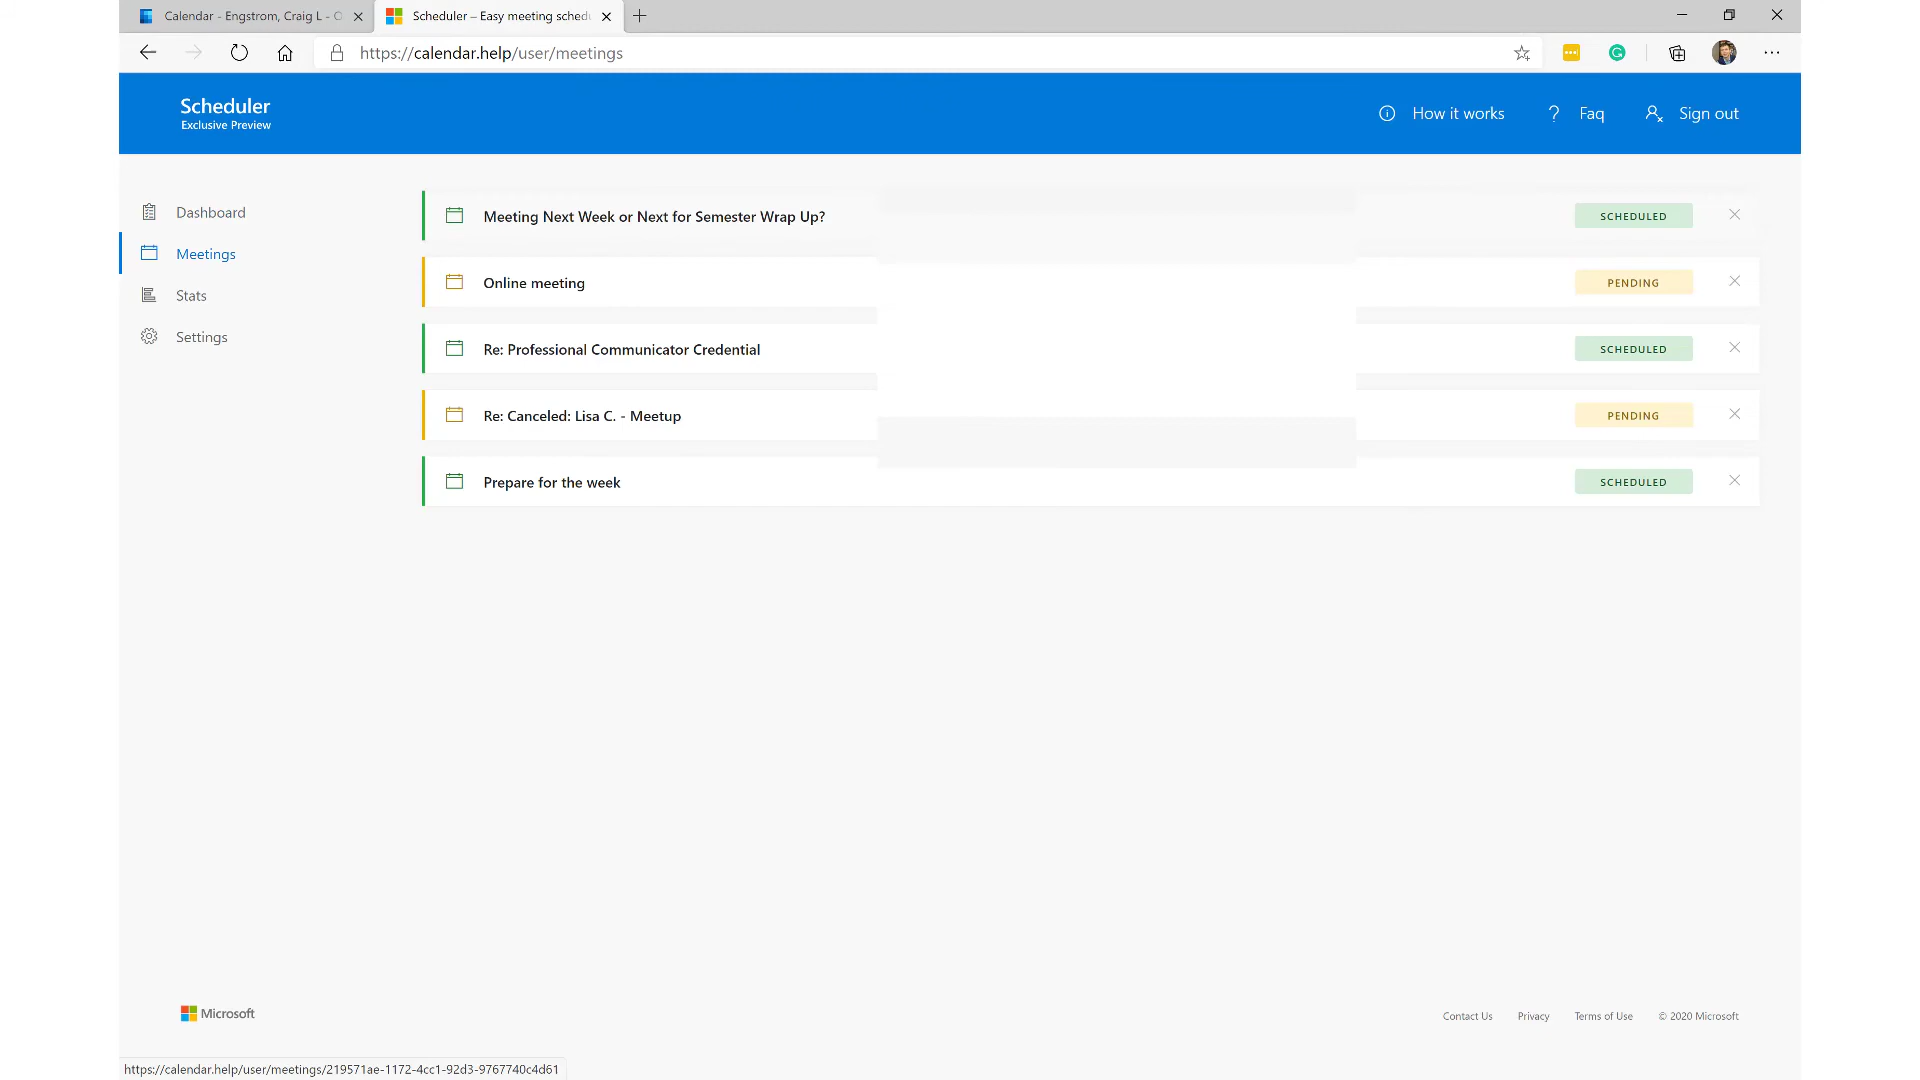 Calendar - Engstrom, Craig L - O
Scheduler – Easy meeting schedu
https://calendar.help/user/meetings
Scheduler
Exclusive Preview
How it works
? Faq
Sign out
Dashboard
Meetings
Stats
Settings
Meeting Next Week or Next for Semester Wrap Up?
SCHEDULED
Online meeting
PENDING
Re: Professional Communicator Credential
SCHEDULED
Re: Canceled: Lisa C. - Meetup
PENDING
Prepare for the week
SCHEDULED
Microsoft
Contact Us
Privacy
Terms of Use
© 2020 Microsoft
https://calendar.help/user/meetings/219571ae-1172-4cc1-92d3-9767740c4d61